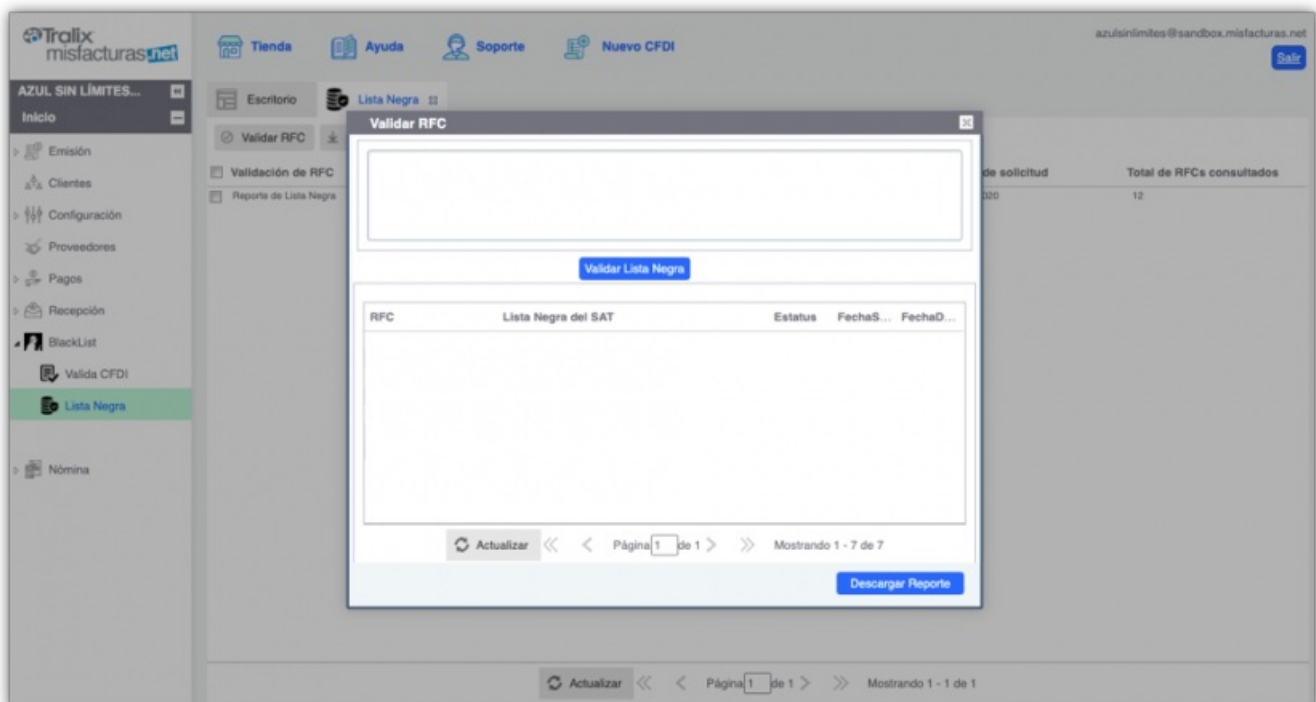 Tralix
misfacturas.net
Tienda
Ayuda
Soporte
Nuevo CFDI
azulsinlimites@sandbox.misfacturas.net
Salir
AZUL SIN LÍMITES...
Inicio
Emisión
Clientes
Configuración
Proveedores
Pagos
Recepción
BlackList
Valida CFDI
Lista Negra
Nómina
Escritorio
Lista Negra
Validar RFC
Validación de RFC
de solicitud
Total de RFCs consultados
Reporte de Lista Negra
020
12
Validar RFC
Validar Lista Negra
RFC Lista Negra del SAT Estatus FechaS... FechaD...
Actualizar Página 1 de 1 Mostrando 1 - 7 de 7
Descargar Reporte
Actualizar Página 1 de 1 Mostrando 1 - 1 de 1